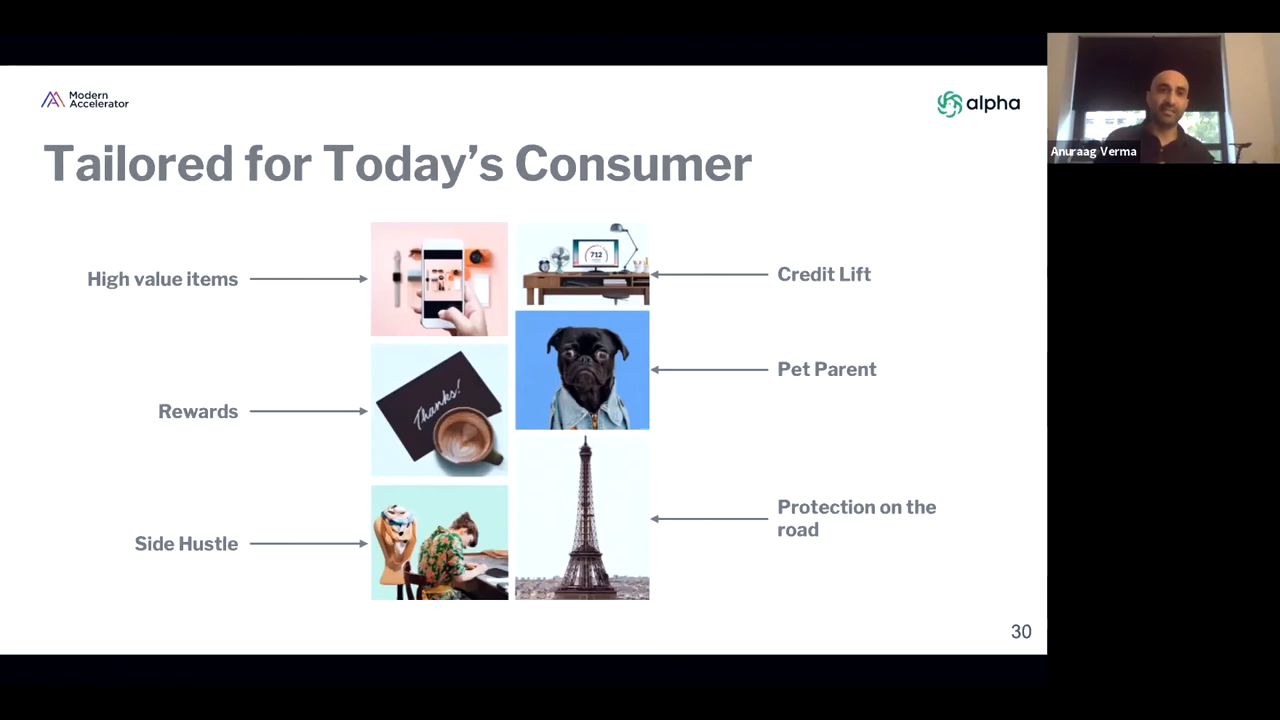 Modern
Accelerator
alpha
Anuraag Verma
Tailored for Today's Consumer
High value items
712
Credit Lift
Pet Parent
Thanks!
Rewards
Protection on the
road
Side Hustle
30